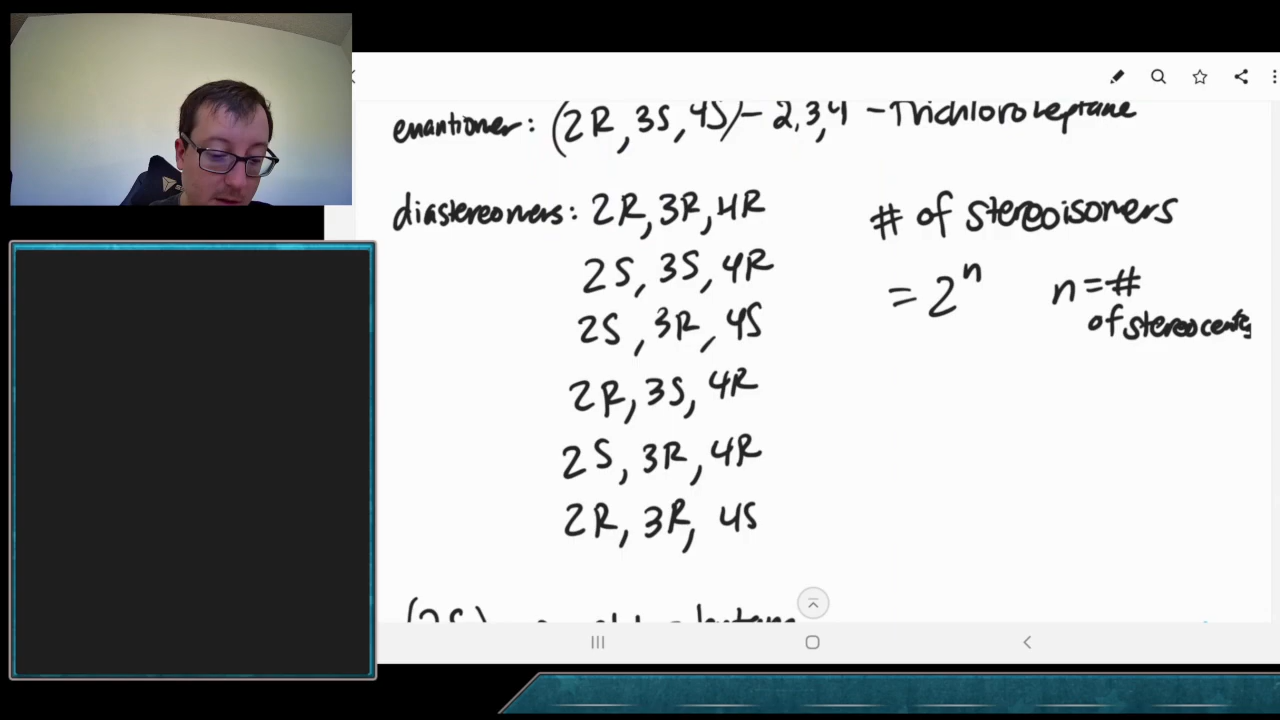 enantiomer: (2R, 3S, 4S)-2,3,4-Trichloroheptane
diastereomers: 2R, 3R, 4R
2S, 3S, 4R
2S, 3R, 4S
2R, 3S, 4R
2S, 3R, 4R
2R, 3R, 4S
# of stereoisomers
= 2ⁿ n = #
of stereocenters
(2S)